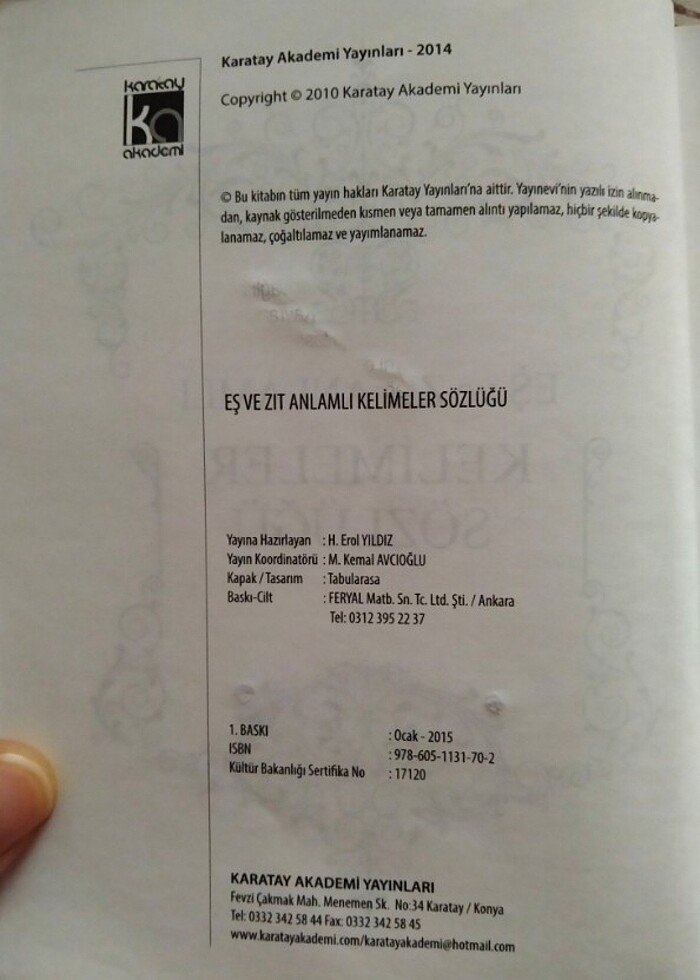 Karatay Akademi Yayınları - 2014
karatay
ka
akademi
Copyright © 2010 Karatay Akademi Yayınları
© Bu kitabın tüm yayın hakları Karatay Yayınları'na aittir. Yayınevi'nin yazılı izin alınma-
dan, kaynak gösterilmeden kısmen veya tamamen alıntı yapılamaz, hiçbir şekilde kopya-
lanamaz, çoğaltılamaz ve yayımlanamaz.
EŞ VE ZIT ANLAMLI KELİMELER SÖZLÜĞÜ
Yayına Hazırlayan : H. Erol YILDIZ
Yayın Koordinatörü : M. Kemal AVCIOĞLU
Kapak / Tasarım : Tabularasa
Baskı-Cilt : FERYAL Matb. Sn. Tc. Ltd. Şti. / Ankara
Tel: 0312 395 22 37
1. BASKI : Ocak - 2015
ISBN : 978-605-1131-70-2
Kültür Bakanlığı Sertifika No : 17120
KARATAY AKADEMİ YAYINLARI
Fevzi Çakmak Mah. Menemen Sk. No:34 Karatay / Konya
Tel: 0332 342 58 44 Fax: 0332 342 58 45
www.karatayakademi.com/karatayakademi@hotmail.com